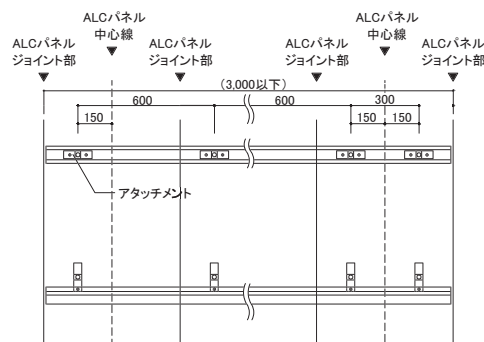 ALCパネル
中心線
ALCパネル
中心線
ALCパネル
ジョイント部
ALCパネル
ジョイント部
ALCパネル
ジョイント部
ALCパネル
ジョイント部
(3,000以下)
600
600
300
150
150
150
アタッチメント